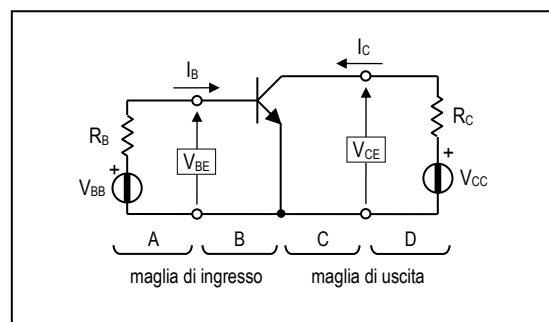 I_B
I_C
R_B
R_C
V_BE
V_CE
+
+
V_BB
V_CC
A B C D
maglia di ingresso maglia di uscita